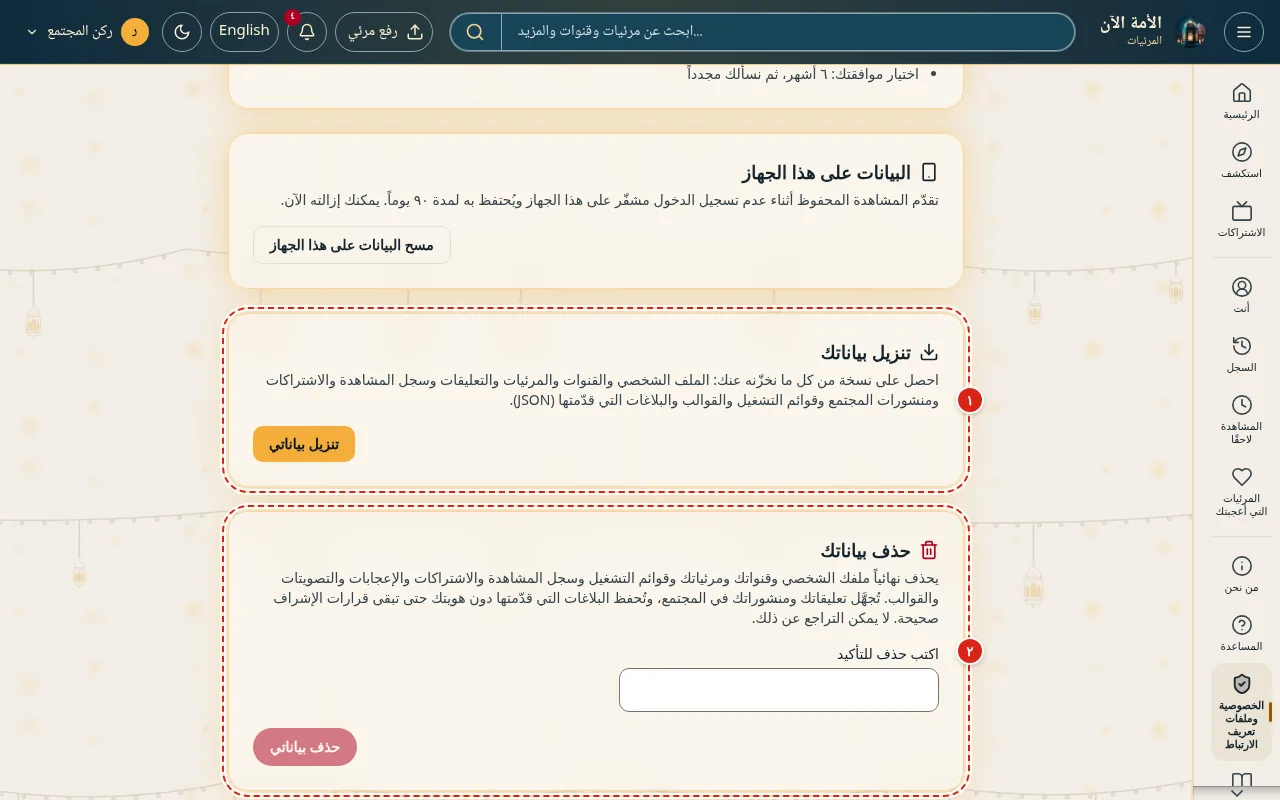 الأمة الآن
المرئيات
ابحث عن مرئيات وقنوات والمزيد...
رفع مرئي
٤
English
ر
ركن المجتمع
الرئيسية
استكشف
الاشتراكات
أنت
السجل
المشاهدة
لاحقًا
المرئيات
التي أعجبتك
من نحن
المساعدة
الخصوصية
وملفات
تعريف
الارتباط
اختيار موافقتك: ٦ أشهر، ثم نسألك مجدداً
البيانات على هذا الجهاز
تقدّم المشاهدة المحفوظ أثناء عدم تسجيل الدخول مشفّر على هذا الجهاز ويُحتفظ به لمدة ٩٠ يوماً. يمكنك إزالته الآن.
مسح البيانات على هذا الجهاز
تنزيل بياناتك
احصل على نسخة من كل ما نخزّنه عنك: الملف الشخصي والقنوات والمرئيات والتعليقات وسجل المشاهدة والاشتراكات
ومنشورات المجتمع وقوائم التشغيل والقوالب والبلاغات التي قدّمتها (JSON).
١
تنزيل بياناتي
حذف بياناتك
يحذف نهائياً ملفك الشخصي وقنواتك ومرئياتك وقوائم التشغيل وسجل المشاهدة والاشتراكات والإعجابات والتصويتات
والقوالب. تُجهَّل تعليقاتك ومنشوراتك في المجتمع، وتُحفظ البلاغات التي قدّمتها دون هويتك حتى تبقى قرارات الإشراف
صحيحة. لا يمكن التراجع عن ذلك.
٢
اكتب حذف للتأكيد
حذف بياناتي